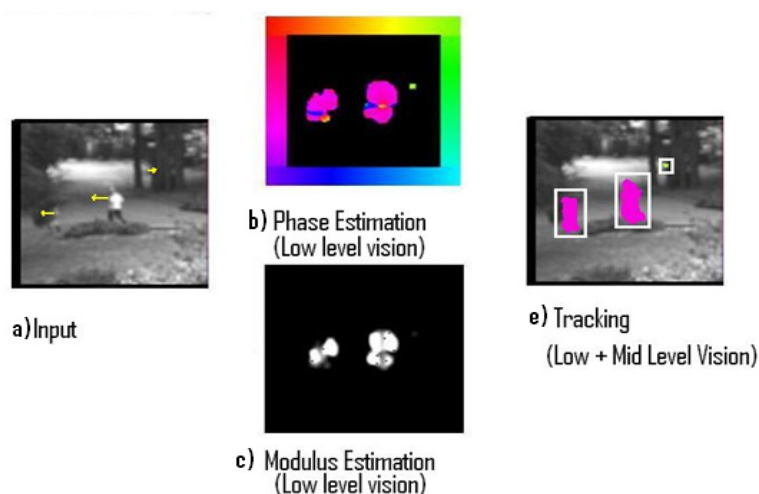 a) Input
b) Phase Estimation
(Low level vision)
c) Modulus Estimation
(Low level vision)
e) Tracking
(Low + Mid Level Vision)